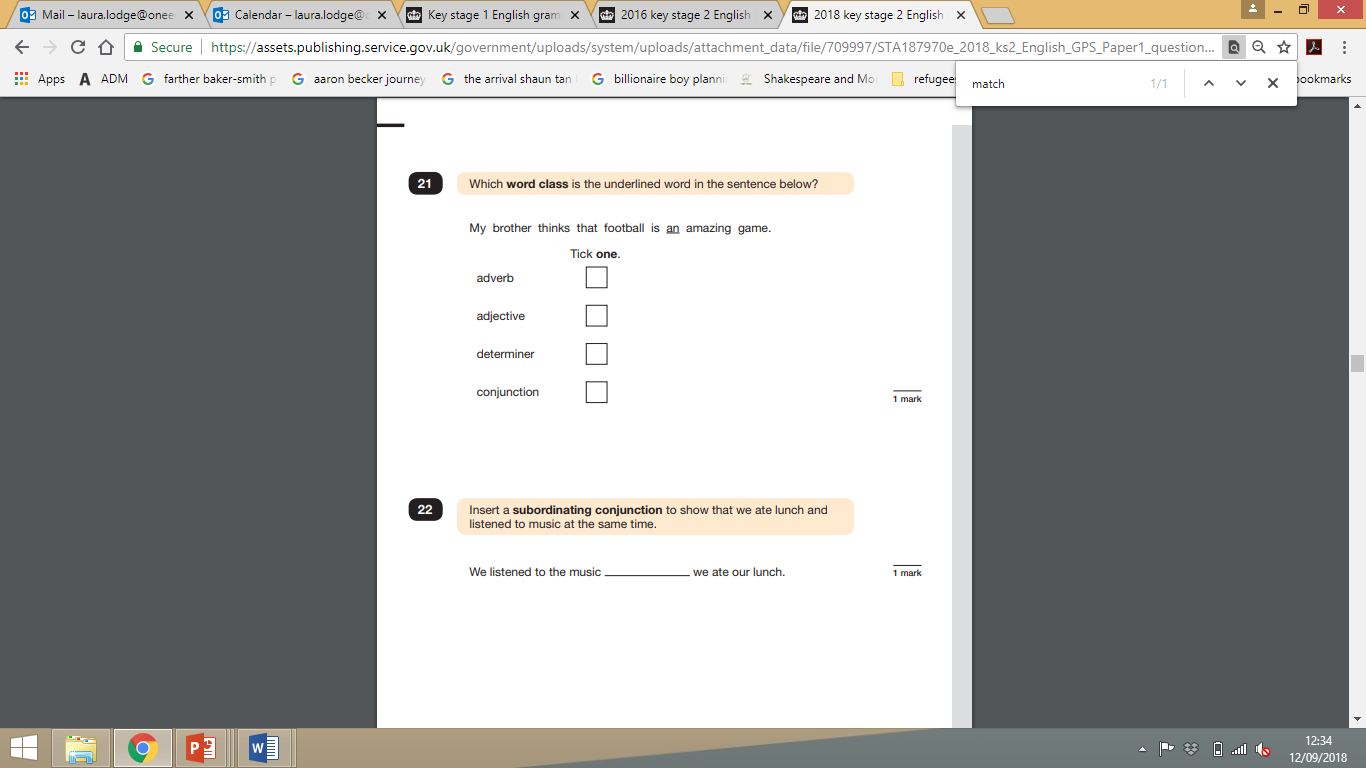 Mail – laura.lodge@onee
Calendar – laura.lodge@c
Key stage 1 English gram
2016 key stage 2 English
2018 key stage 2 English
Secure
https://assets.publishing.service.gov.uk/government/uploads/system/uploads/attachment_data/file/709997/STA187970e_2018_ks2_English_GPS_Paper1_question...
Apps
ADM
farther baker-smith p
aaron becker journey
the arrival shaun tan
billionaire boy planni
Shakespeare and Mo
refugee
bookmarks
match
1/1
21
Which word class is the underlined word in the sentence below?
My brother thinks that football is an amazing game.
Tick one.
adverb
adjective
determiner
conjunction
1 mark
22
Insert a subordinating conjunction to show that we ate lunch and
listened to music at the same time.
We listened to the music ____________ we ate our lunch.
1 mark
12:34
12/09/2018